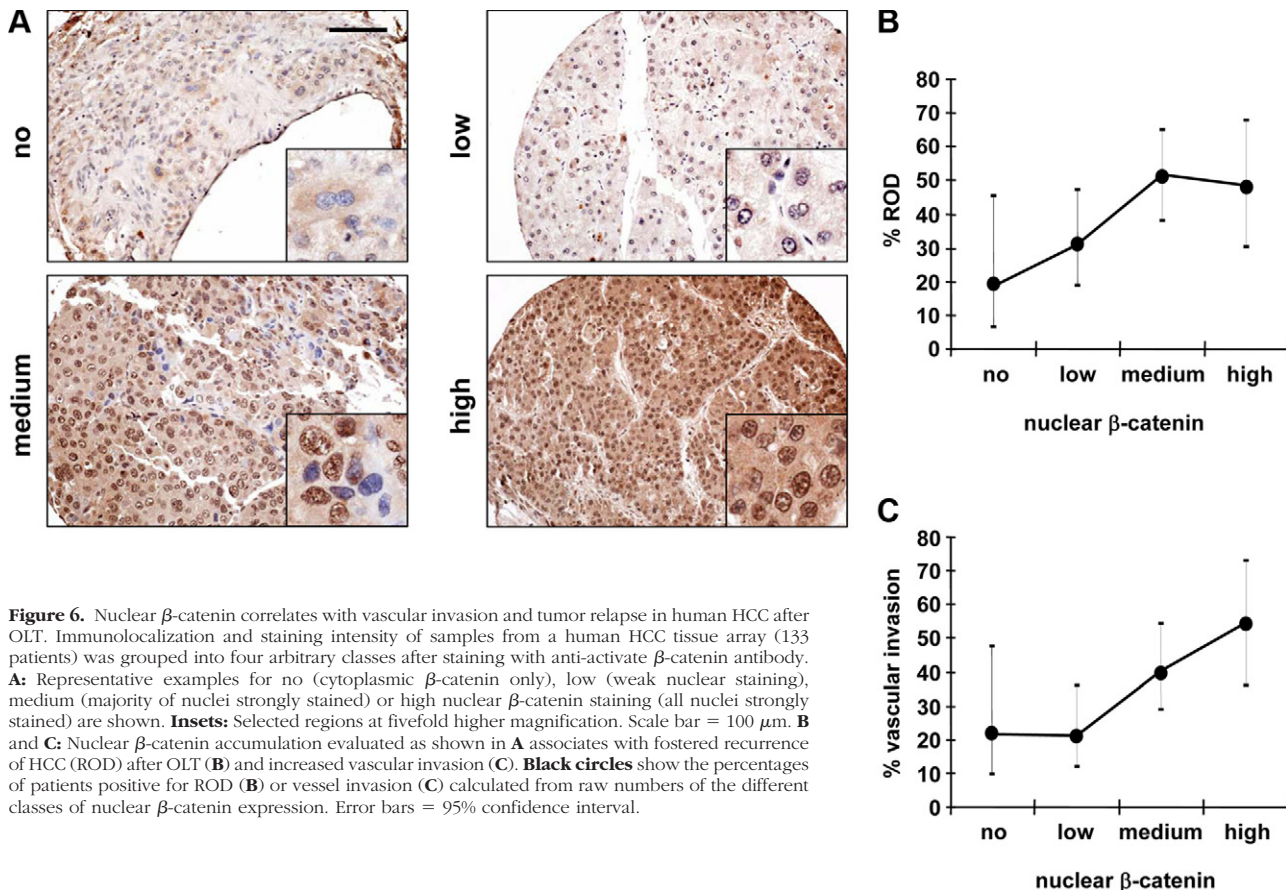 A
no
low
medium
high
B
80
70
60
50
40
30
20
10
0
% ROD
no low medium high
nuclear β-catenin
C
80
70
60
50
40
30
20
10
0
% vascular invasion
no low medium high
nuclear β-catenin
Figure 6. Nuclear β-catenin correlates with vascular invasion and tumor relapse in human HCC after
OLT. Immunolocalization and staining intensity of samples from a human HCC tissue array (133
patients) was grouped into four arbitrary classes after staining with anti-activate β-catenin antibody.
A: Representative examples for no (cytoplasmic β-catenin only), low (weak nuclear staining),
medium (majority of nuclei strongly stained) or high nuclear β-catenin staining (all nuclei strongly
stained) are shown. Insets: Selected regions at fivefold higher magnification. Scale bar = 100 μm. B
and C: Nuclear β-catenin accumulation evaluated as shown in A associates with fostered recurrence
of HCC (ROD) after OLT (B) and increased vascular invasion (C). Black circles show the percentages
of patients positive for ROD (B) or vessel invasion (C) calculated from raw numbers of the different
classes of nuclear β-catenin expression. Error bars = 95% confidence interval.